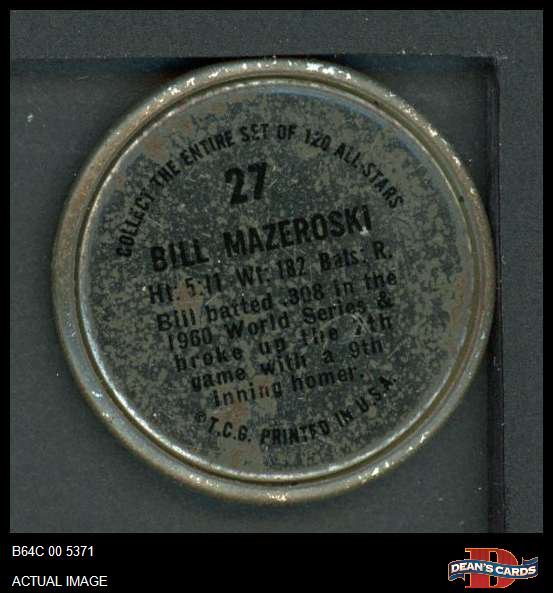 COLLECT THE ENTIRE SET OF 120 ALL-STARS
27
BILL MAZEROSKI
Ht: 5:11 Wt: 182 Bats: R.
Bill batted .308 in the
1960 World Series &
broke up the 7th
game with a 9th
inning homer.
©T.C.G. PRINTED IN U.S.A.
B64C 00 5371
ACTUAL IMAGE
D
DEAN'S CARDS